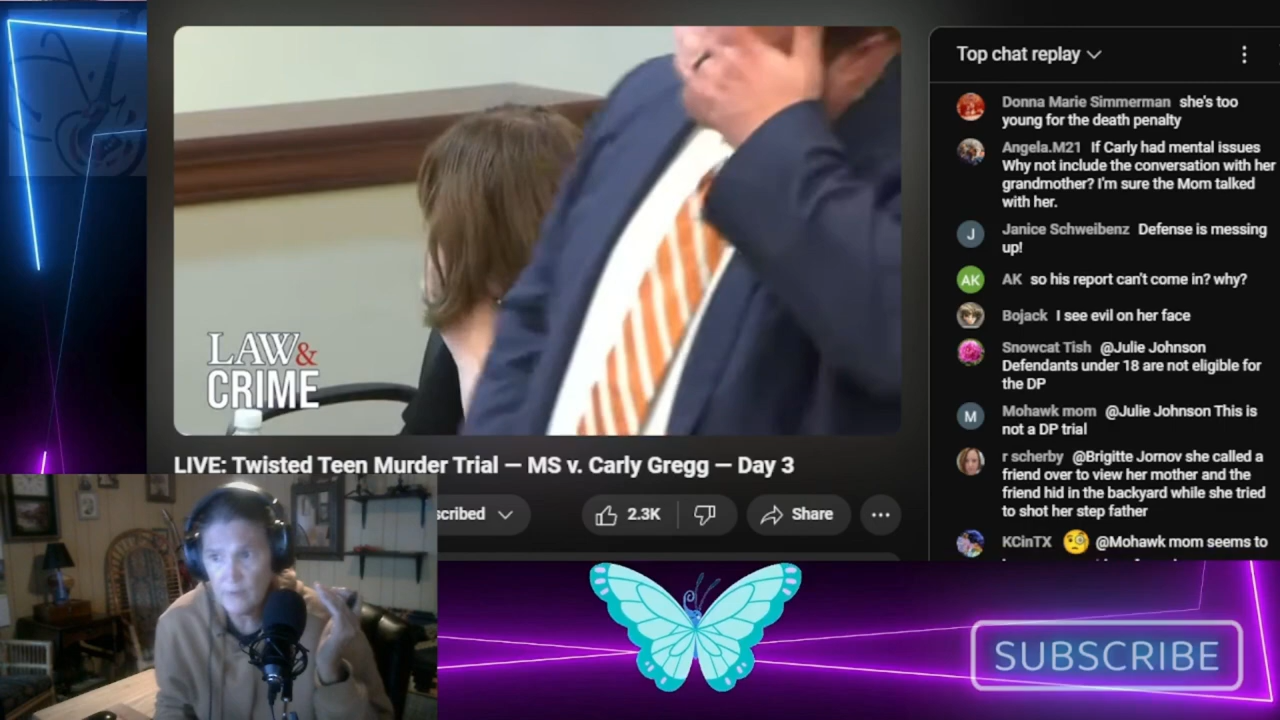 Top chat replay
Donna Marie Simmerman she's too
young for the death penalty
Angela.M21 If Carly had mental issues
Why not include the conversation with her
grandmother? I'm sure the Mom talked
with her.
J
Janice Schweibenz Defense is messing
up!
AK
AK so his report can't come in? why?
Bojack I see evil on her face
Snowcat Tish @Julie Johnson
Defendants under 18 are not eligible for
the DP
M
Mohawk mom @Julie Johnson This is
not a DP trial
r scherby @Brigitte Jornov she called a
friend over to view her mother and the
friend hid in the backyard while she tried
to shot her step father
KCinTX @Mohawk mom seems to
LAW&
CRIME
LIVE: Twisted Teen Murder Trial — MS v. Carly Gregg — Day 3
scribed
2.3K
Share
SUBSCRIBE